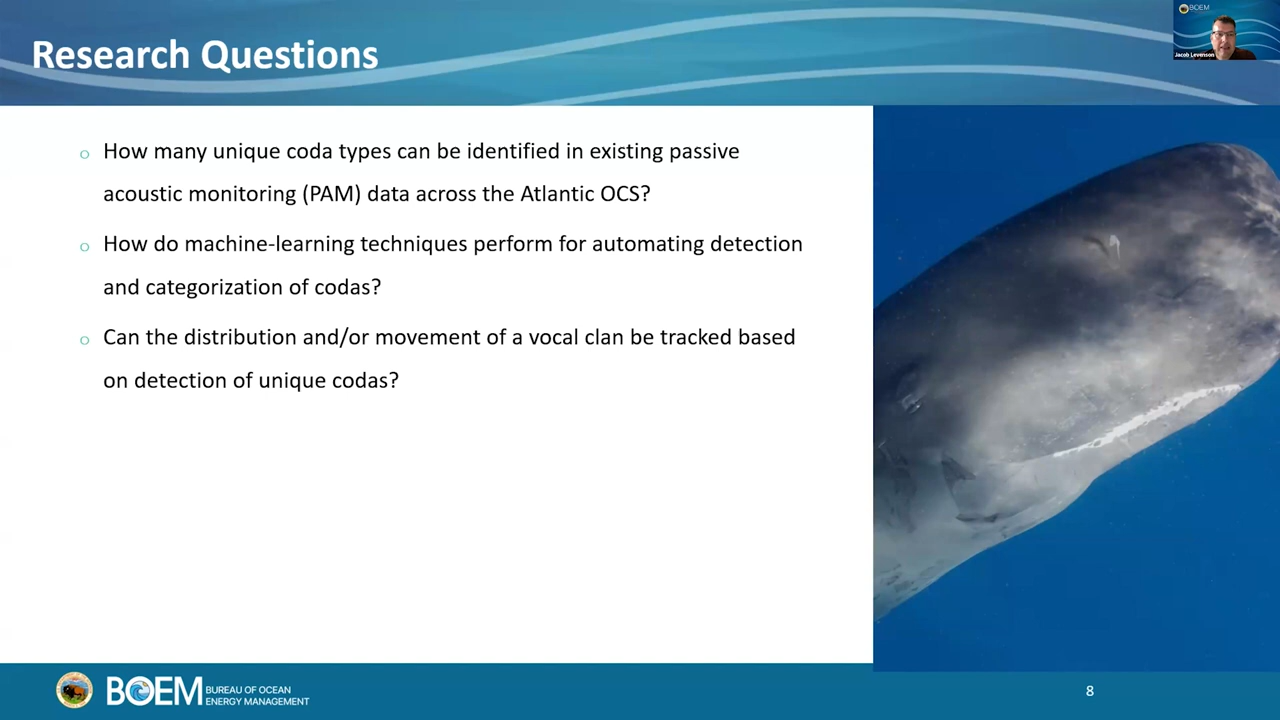 Research Questions
BOEM
Jacob Levenson
How many unique coda types can be identified in existing passive
acoustic monitoring (PAM) data across the Atlantic OCS?
How do machine-learning techniques perform for automating detection
and categorization of codas?
Can the distribution and/or movement of a vocal clan be tracked based
on detection of unique codas?
BOEM
BUREAU OF OCEAN
ENERGY MANAGEMENT
8